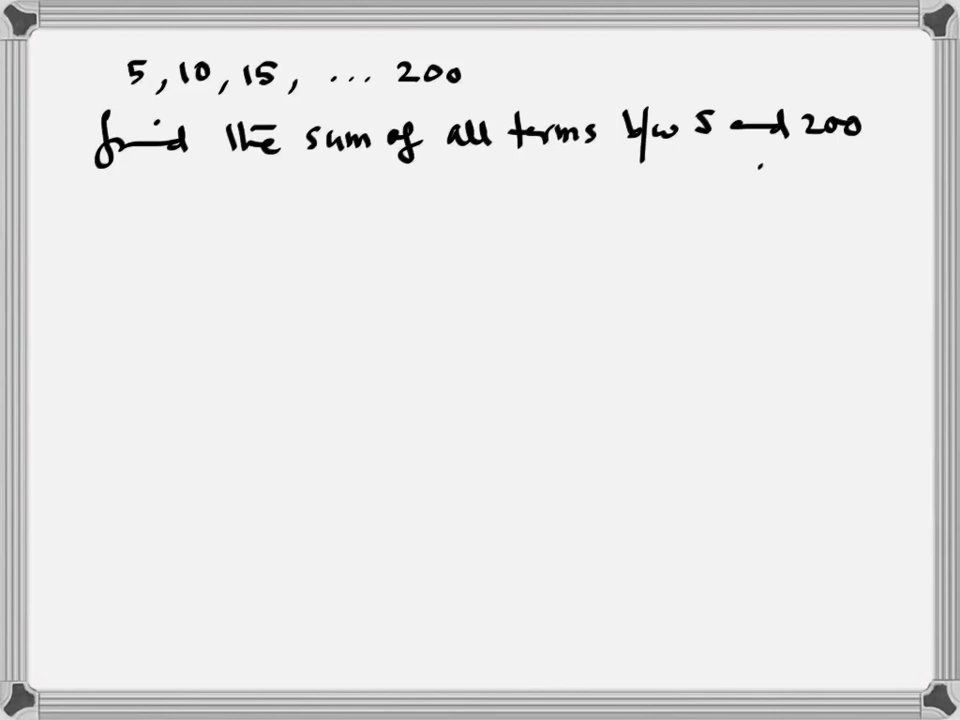 5, 10, 15, ... 200
find the sum of all terms b/w 5 and 200